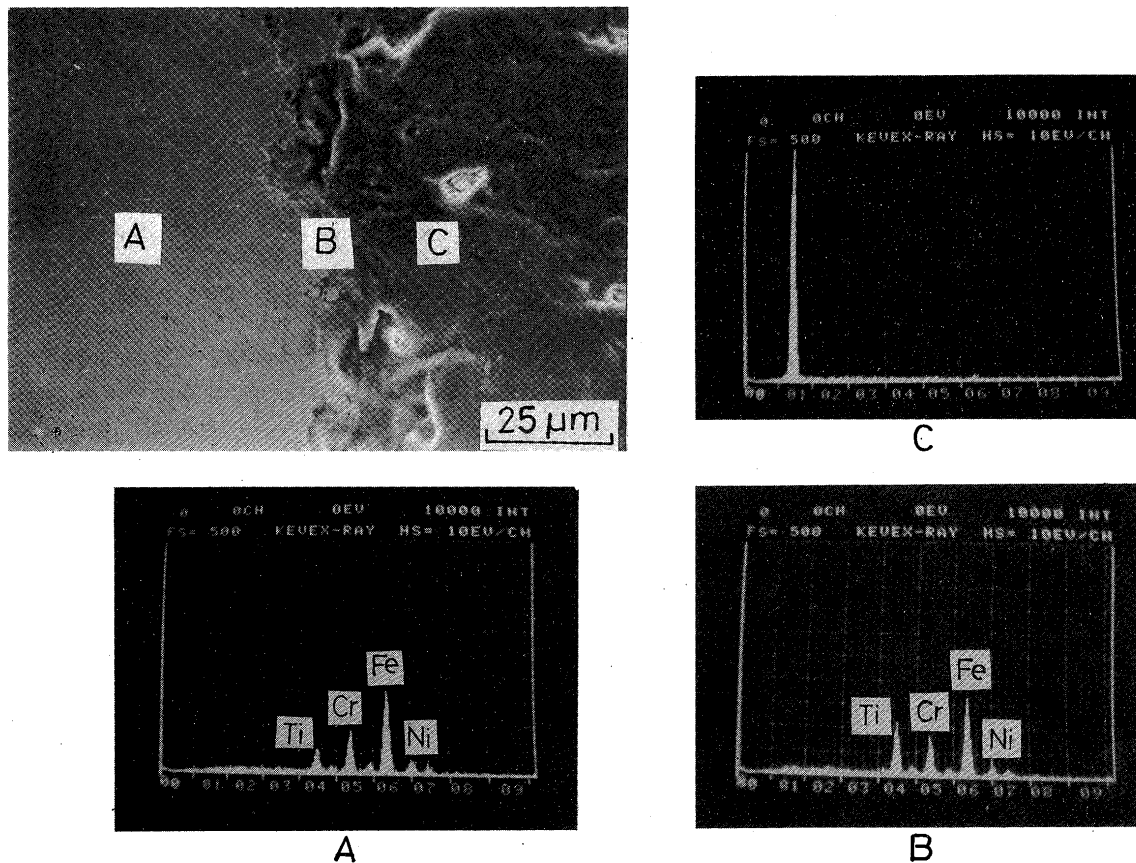 A
B
C
25 μm
0 0CH 0EV 10000 INT
FS= 500 KEVEX-RAY HS= 10EV/CH
00 01 02 03 04 05 06 07 08 09
C
0 0CH 0EV 10000 INT
FS= 500 KEVEX-RAY HS= 10EV/CH
Ti
Cr
Fe
Ni
00 01 02 03 04 05 06 07 08 09
A
0 0CH 0EV 10000 INT
FS= 500 KEVEX-RAY HS= 10EV/CH
Ti
Cr
Fe
Ni
00 01 02 03 04 05 06 07 08 09
B